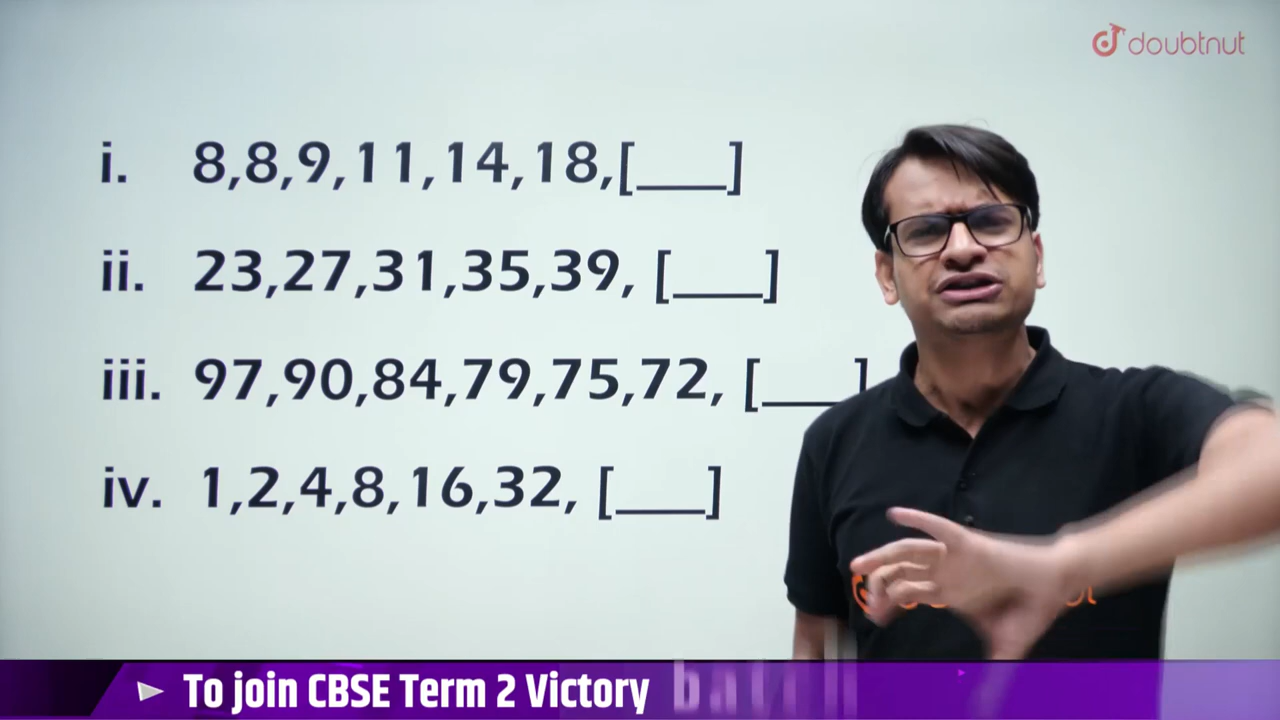 doubtnut
i. 8,8,9,11,14,18,[___]
ii. 23,27,31,35,39, [___]
iii. 97,90,84,79,75,72, [___]
iv. 1,2,4,8,16,32, [___]
To join CBSE Term 2 Victory